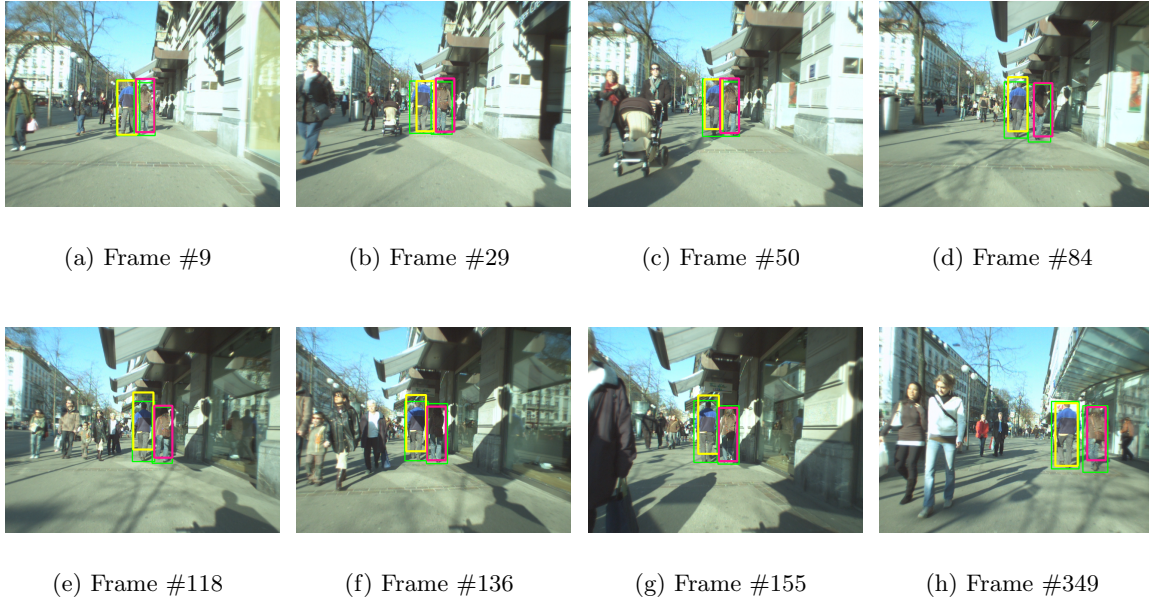 (a) Frame #9
(b) Frame #29
(c) Frame #50
(d) Frame #84
(e) Frame #118
(f) Frame #136
(g) Frame #155
(h) Frame #349